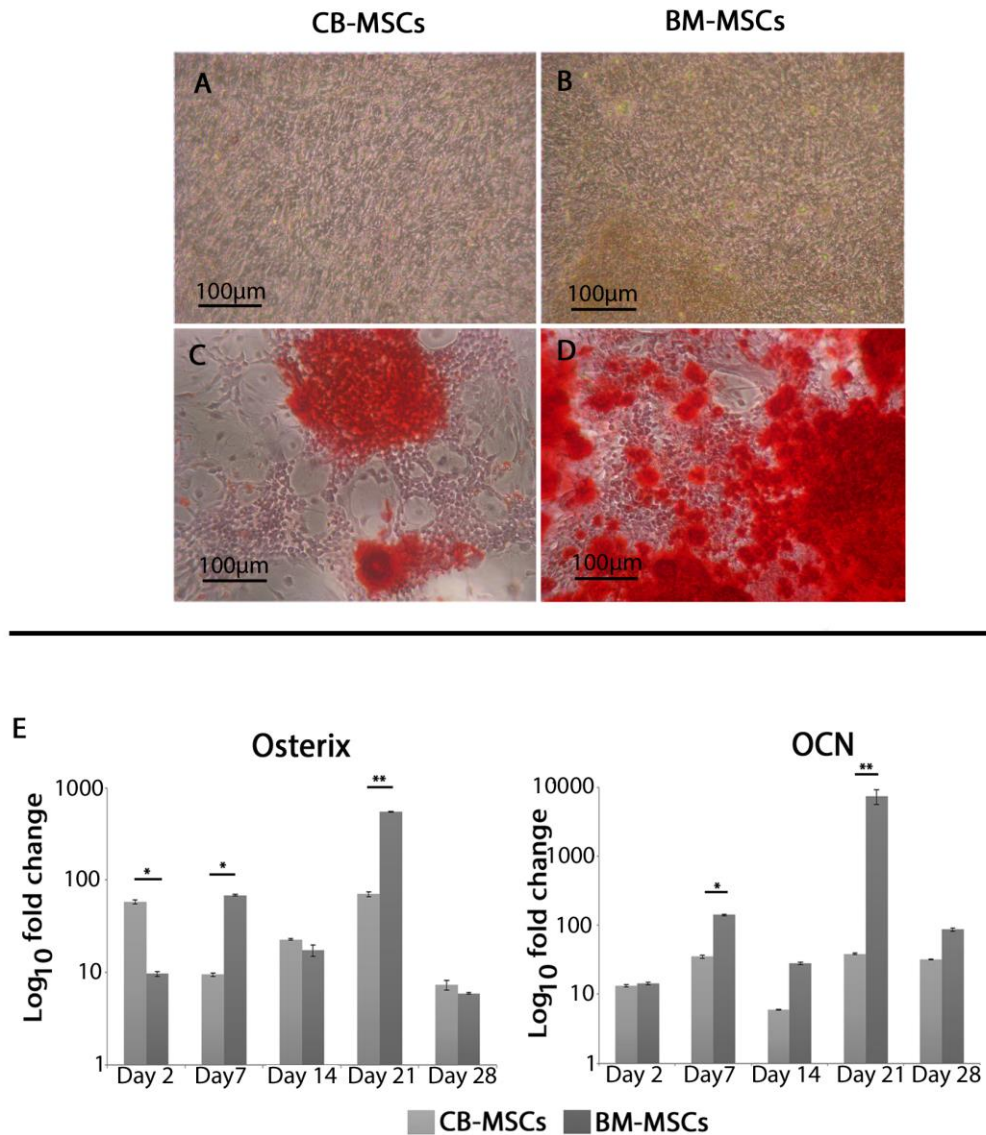 CB-MSCs BM-MSCs
A B
100µm 100µm
C D
100µm 100µm
E
Osterix OCN
Log10 fold change
1000
100
10
1
* * **
Day 2 Day7 Day 14 Day 21 Day 28
Log10 fold change
10000
1000
100
10
1
* **
Day 2 Day7 Day 14 Day 21 Day 28
CB-MSCs BM-MSCs